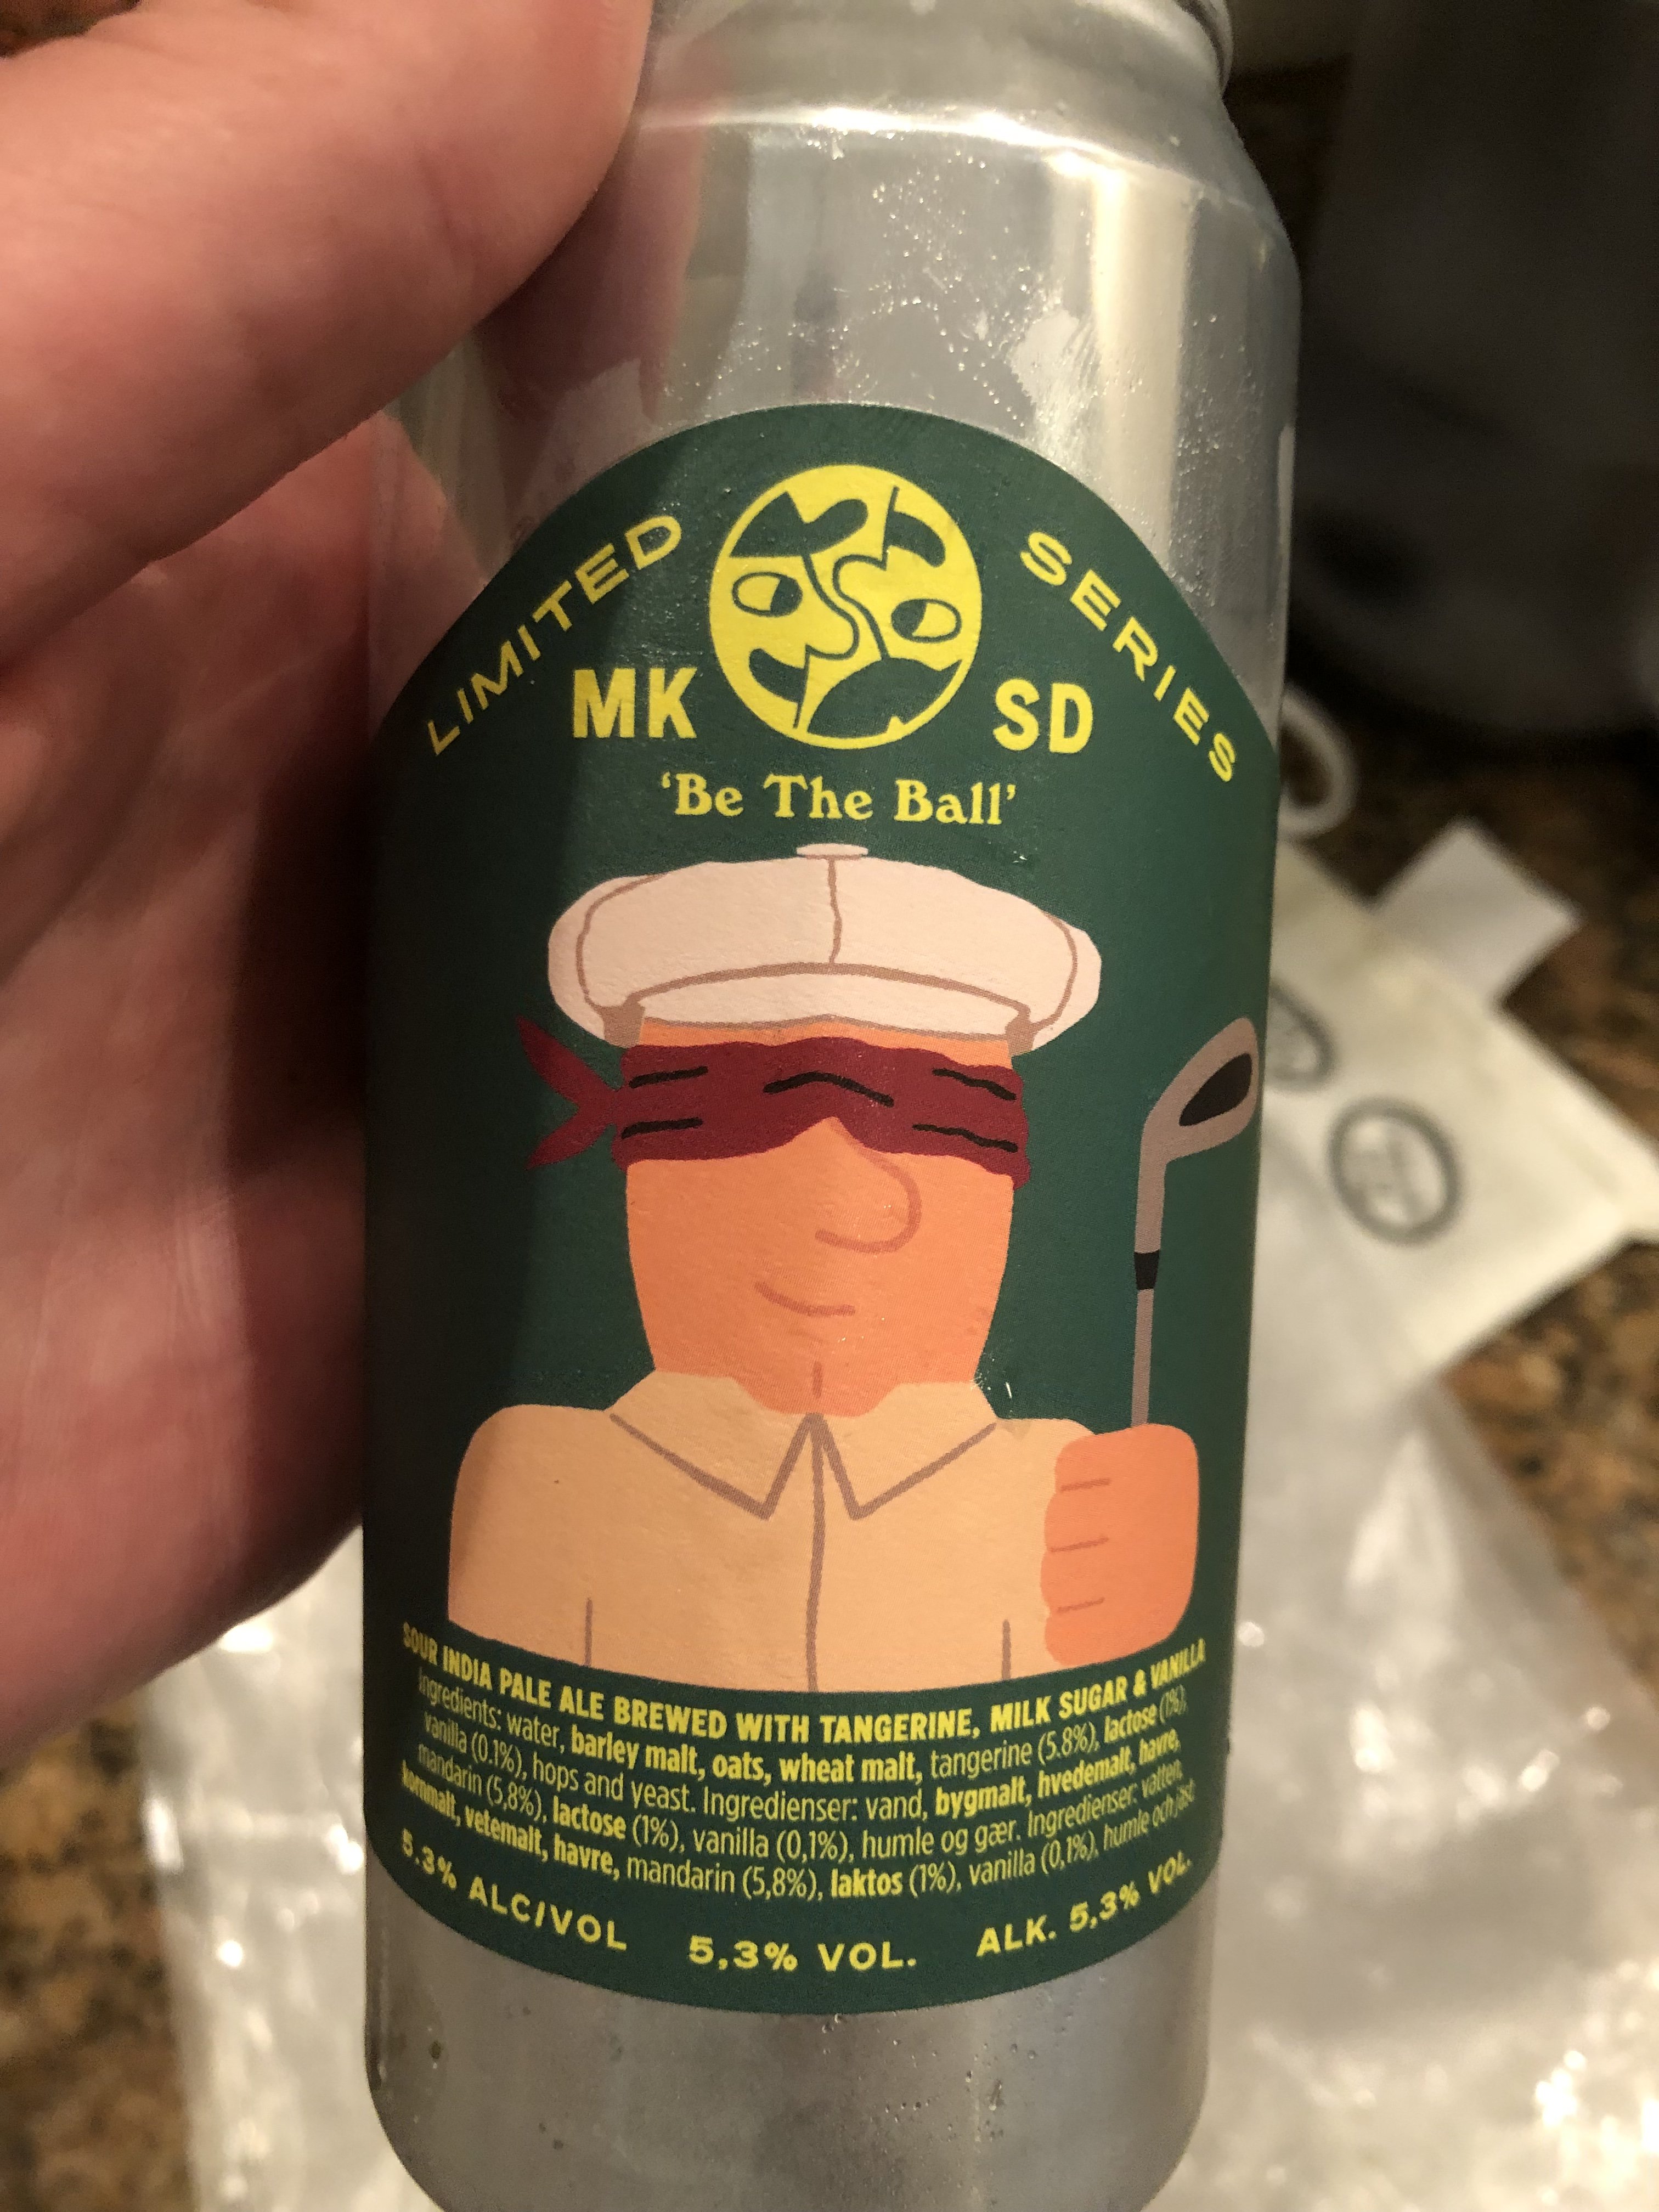 LIMITED SERIES
MK SD
‘Be The Ball’
SOUR INDIA PALE ALE BREWED WITH TANGERINE, MILK SUGAR & VANILLA
Ingredients: water, barley malt, oats, wheat malt, tangerine (5.8%), lactose (1%),
vanilla (0.1%), hops and yeast. Ingredienser: vand, bygmalt, hvedemalt, havre,
mandarin (5,8%), lactose (1%), vanilla (0,1%), humle og gær. Ingredienser: vatten,
kornmalt, vetemalt, havre, mandarin (5,8%), laktos (1%), vanilla (0,1%), humle och jäst
5.3% ALC/VOL 5,3% VOL. ALK. 5,3% VOL.